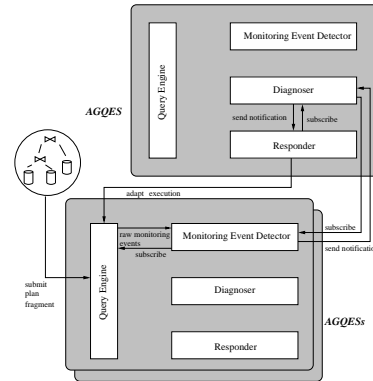 Monitoring Event Detector
Query Engine
Diagnoser
AGQES
send notification
subscribe
Responder
adapt execution
subscribe
raw monitoring
events
Monitoring Event Detector
send notification
subscribe
Query Engine
submit
plan
fragment
Diagnoser
AGQESs
Responder